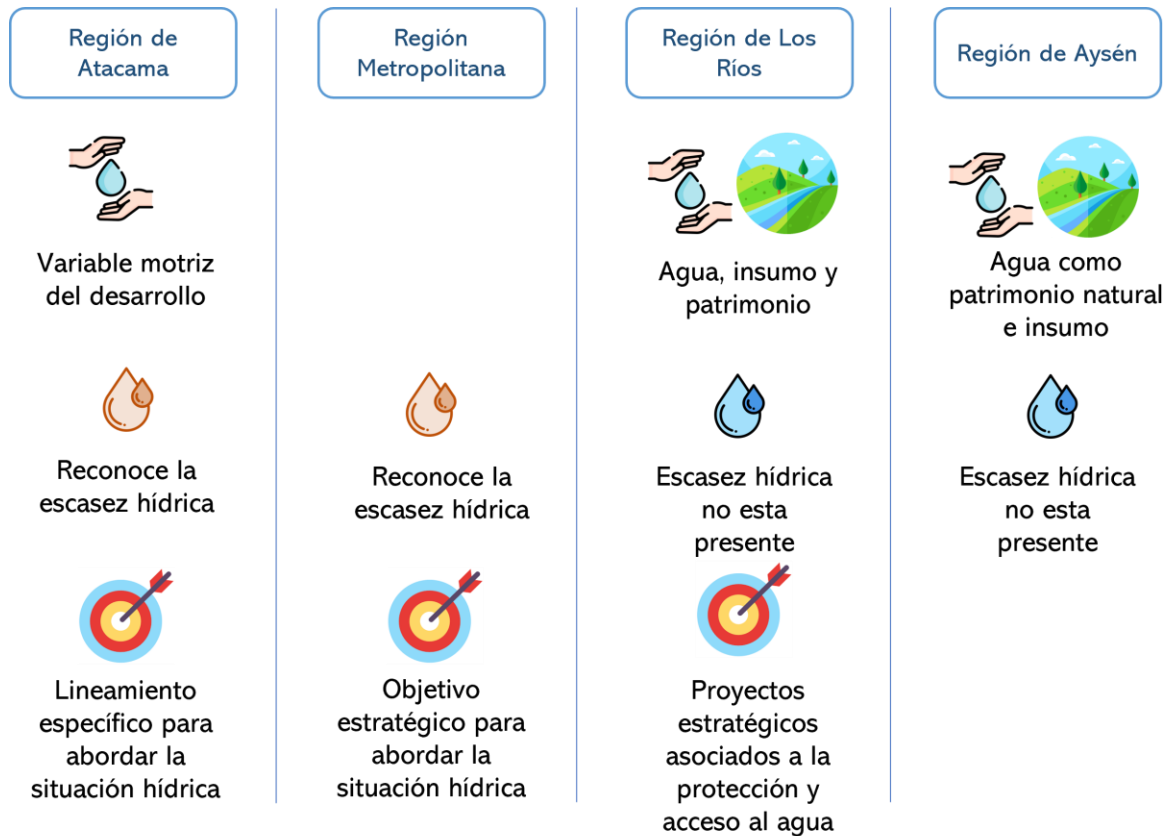 Región de
Atacama
Región
Metropolitana
Región de Los
Ríos
Región de Aysén
Variable motriz
del desarrollo
Agua, insumo y
patrimonio
Agua como
patrimonio natural
e insumo
Reconoce la
escasez hídrica
Reconoce la
escasez hídrica
Escasez hídrica
no esta
presente
Escasez hídrica
no esta
presente
Lineamiento
específico para
abordar la
situación hídrica
Objetivo
estratégico para
abordar la
situación hídrica
Proyectos
estratégicos
asociados a la
protección y
acceso al agua